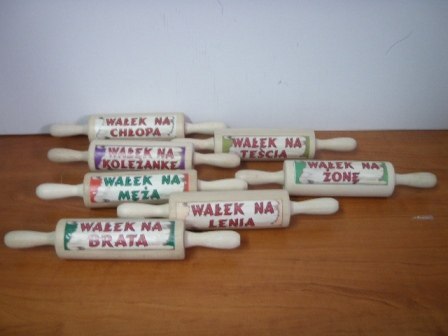 WAŁEK NA
CHŁOPA
WAŁEK NA
TEŚCIA
WAŁEK NA
KOLEŻANKĘ
WAŁEK NA
ŻONĘ
WAŁEK NA
MĘŻA
WAŁEK NA
LENIA
WAŁEK NA
BRATA